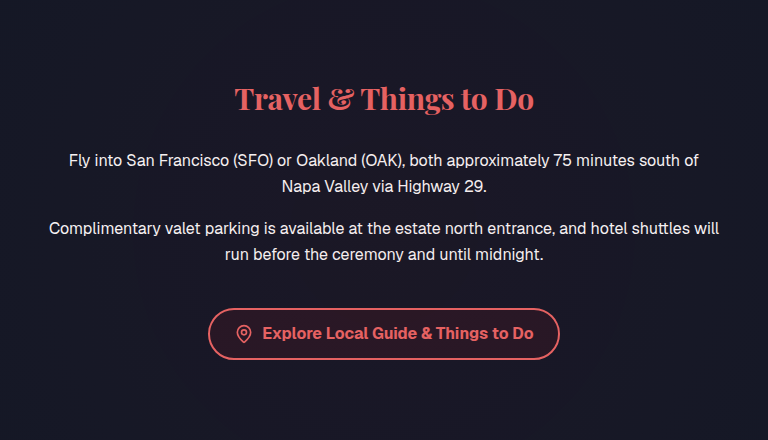 Travel & Things to Do
Fly into San Francisco (SFO) or Oakland (OAK), both approximately 75 minutes south of
Napa Valley via Highway 29.
Complimentary valet parking is available at the estate north entrance, and hotel shuttles will
run before the ceremony and until midnight.
Explore Local Guide & Things to Do